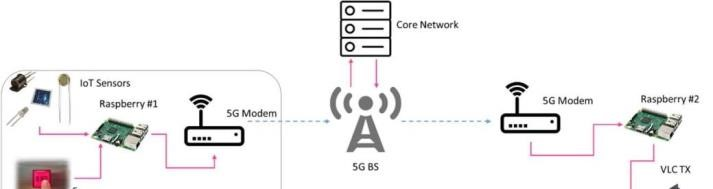 Core Network
IoT Sensors
Raspberry #1
5G Modem
5G Modem
Raspberry #2
5G BS
VLC TX